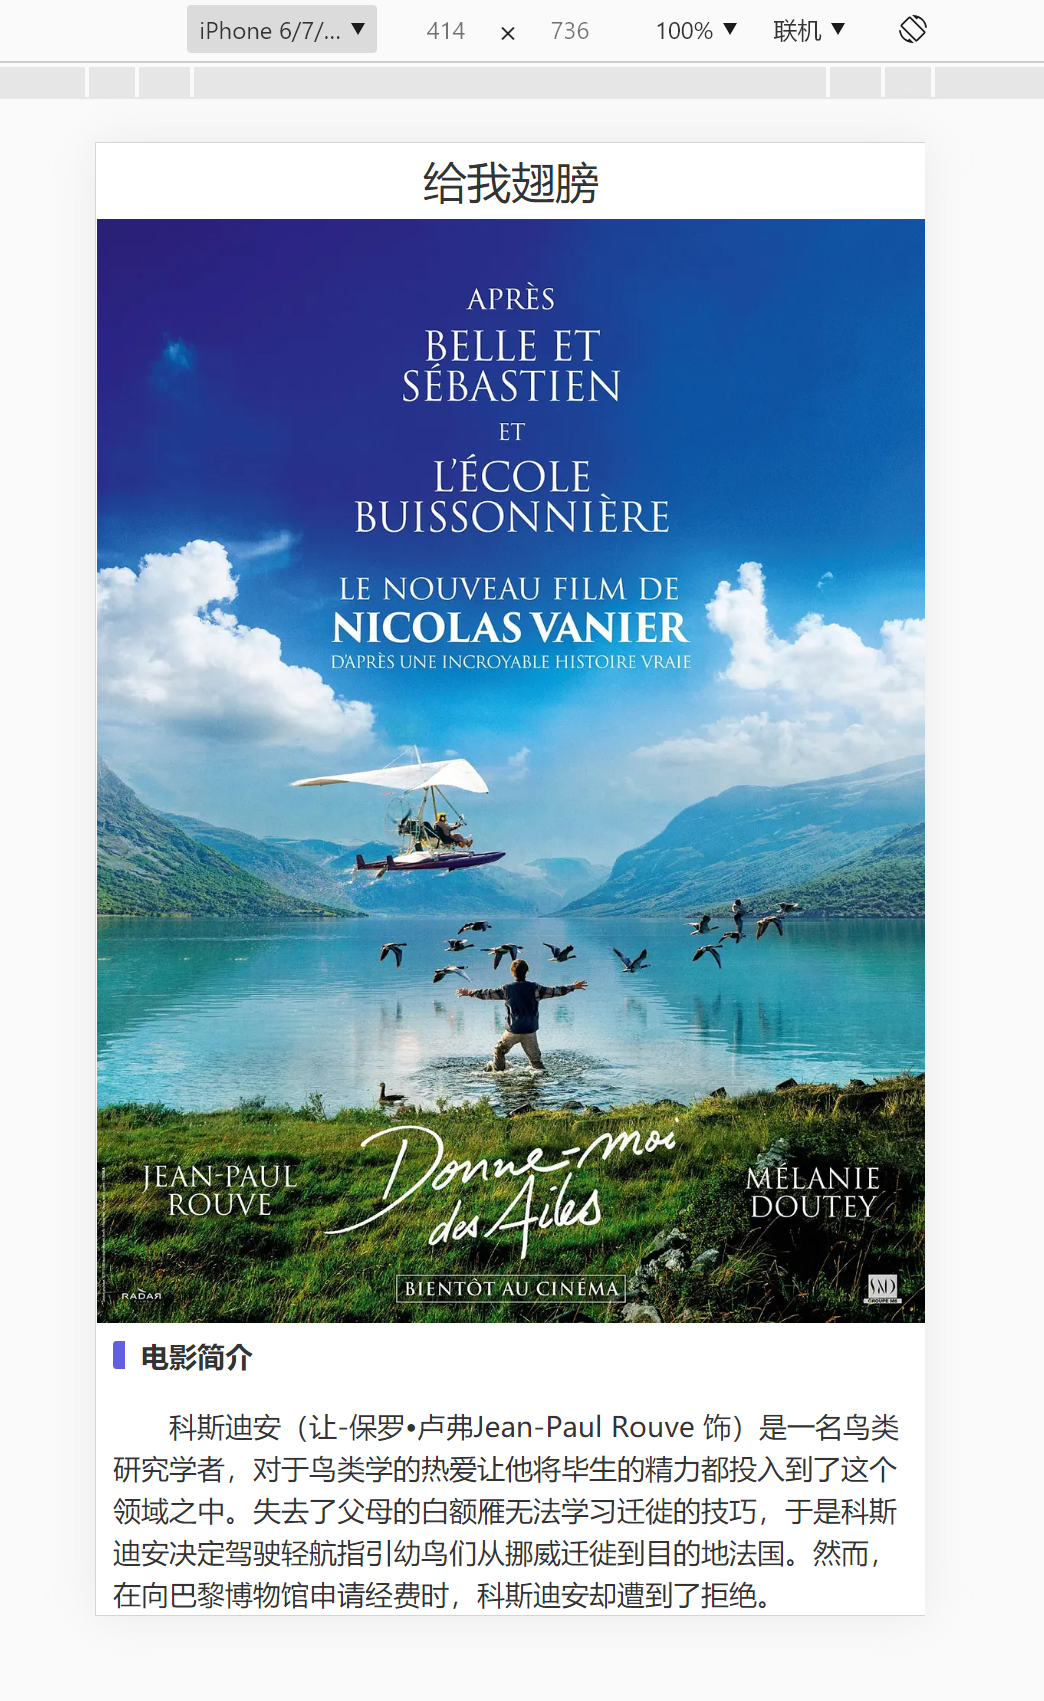 iPhone 6/7/... ▼ 414 × 736 100% ▼ 联机 ▼
给我翅膀
APRÈS
BELLE ET
SÉBASTIEN
ET
L'ÉCOLE
BUISSONNIÈRE
LE NOUVEAU FILM DE
NICOLAS VANIER
D'APRÈS UNE INCROYABLE HISTOIRE VRAIE
Donne-moi
des Ailes
JEAN-PAUL
ROUVE
MÉLANIE
DOUTEY
BIENTÔT AU CINÉMA
RADAR
SND
GROUPE M6
电影简介
科斯迪安（让-保罗•卢弗Jean-Paul Rouve 饰）是一名鸟类
研究学者，对于鸟类学的热爱让他将毕生的精力都投入到了这个
领域之中。失去了父母的白额雁无法学习迁徙的技巧，于是科斯
迪安决定驾驶轻航指引幼鸟们从挪威迁徙到目的地法国。然而，
在向巴黎博物馆申请经费时，科斯迪安却遭到了拒绝。